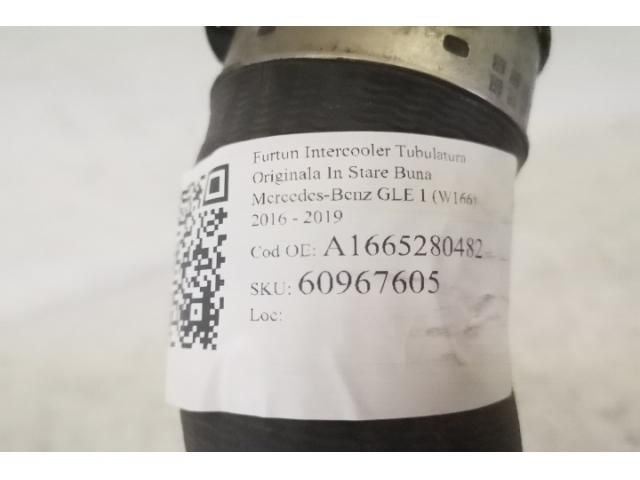 Furtun Intercooler Tubulatura
Originala In Stare Buna
Mercedes-Benz GLE 1 (W166)
2016 - 2019
Cod OE: A1665280482
SKU: 60967605
Loc: